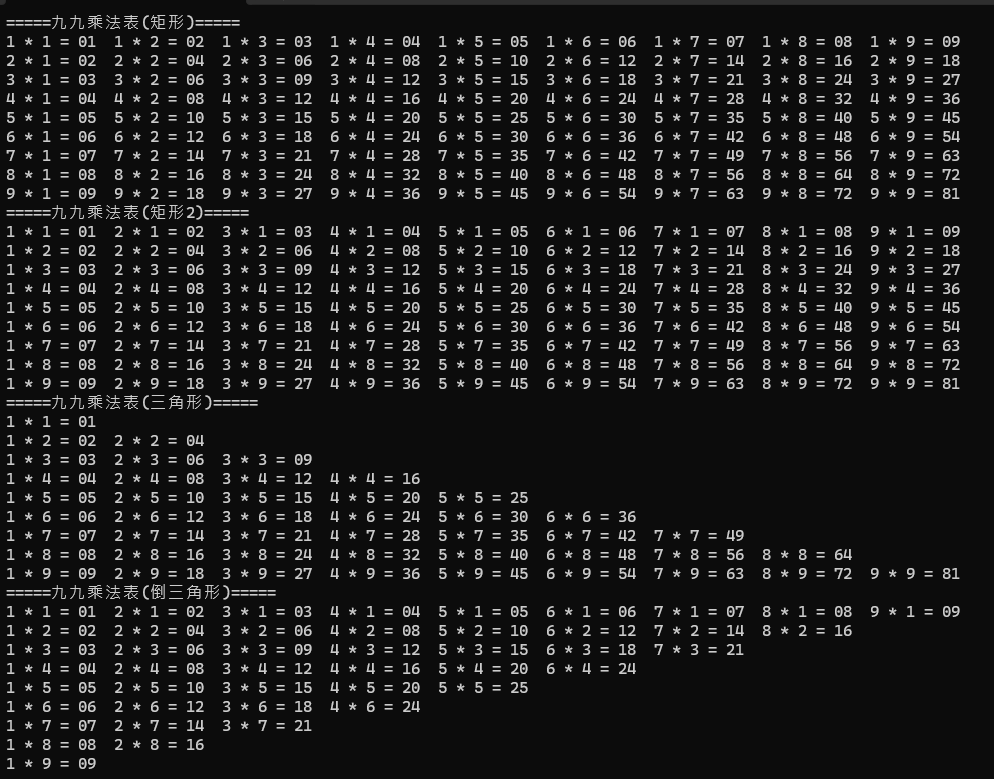 =====九九乘法表(矩形)=====
1 * 1 = 01  1 * 2 = 02  1 * 3 = 03  1 * 4 = 04  1 * 5 = 05  1 * 6 = 06  1 * 7 = 07  1 * 8 = 08  1 * 9 = 09
2 * 1 = 02  2 * 2 = 04  2 * 3 = 06  2 * 4 = 08  2 * 5 = 10  2 * 6 = 12  2 * 7 = 14  2 * 8 = 16  2 * 9 = 18
3 * 1 = 03  3 * 2 = 06  3 * 3 = 09  3 * 4 = 12  3 * 5 = 15  3 * 6 = 18  3 * 7 = 21  3 * 8 = 24  3 * 9 = 27
4 * 1 = 04  4 * 2 = 08  4 * 3 = 12  4 * 4 = 16  4 * 5 = 20  4 * 6 = 24  4 * 7 = 28  4 * 8 = 32  4 * 9 = 36
5 * 1 = 05  5 * 2 = 10  5 * 3 = 15  5 * 4 = 20  5 * 5 = 25  5 * 6 = 30  5 * 7 = 35  5 * 8 = 40  5 * 9 = 45
6 * 1 = 06  6 * 2 = 12  6 * 3 = 18  6 * 4 = 24  6 * 5 = 30  6 * 6 = 36  6 * 7 = 42  6 * 8 = 48  6 * 9 = 54
7 * 1 = 07  7 * 2 = 14  7 * 3 = 21  7 * 4 = 28  7 * 5 = 35  7 * 6 = 42  7 * 7 = 49  7 * 8 = 56  7 * 9 = 63
8 * 1 = 08  8 * 2 = 16  8 * 3 = 24  8 * 4 = 32  8 * 5 = 40  8 * 6 = 48  8 * 7 = 56  8 * 8 = 64  8 * 9 = 72
9 * 1 = 09  9 * 2 = 18  9 * 3 = 27  9 * 4 = 36  9 * 5 = 45  9 * 6 = 54  9 * 7 = 63  9 * 8 = 72  9 * 9 = 81
=====九九乘法表(矩形2)=====
1 * 1 = 01  2 * 1 = 02  3 * 1 = 03  4 * 1 = 04  5 * 1 = 05  6 * 1 = 06  7 * 1 = 07  8 * 1 = 08  9 * 1 = 09
1 * 2 = 02  2 * 2 = 04  3 * 2 = 06  4 * 2 = 08  5 * 2 = 10  6 * 2 = 12  7 * 2 = 14  8 * 2 = 16  9 * 2 = 18
1 * 3 = 03  2 * 3 = 06  3 * 3 = 09  4 * 3 = 12  5 * 3 = 15  6 * 3 = 18  7 * 3 = 21  8 * 3 = 24  9 * 3 = 27
1 * 4 = 04  2 * 4 = 08  3 * 4 = 12  4 * 4 = 16  5 * 4 = 20  6 * 4 = 24  7 * 4 = 28  8 * 4 = 32  9 * 4 = 36
1 * 5 = 05  2 * 5 = 10  3 * 5 = 15  4 * 5 = 20  5 * 5 = 25  6 * 5 = 30  7 * 5 = 35  8 * 5 = 40  9 * 5 = 45
1 * 6 = 06  2 * 6 = 12  3 * 6 = 18  4 * 6 = 24  5 * 6 = 30  6 * 6 = 36  7 * 6 = 42  8 * 6 = 48  9 * 6 = 54
1 * 7 = 07  2 * 7 = 14  3 * 7 = 21  4 * 7 = 28  5 * 7 = 35  6 * 7 = 42  7 * 7 = 49  8 * 7 = 56  9 * 7 = 63
1 * 8 = 08  2 * 8 = 16  3 * 8 = 24  4 * 8 = 32  5 * 8 = 40  6 * 8 = 48  7 * 8 = 56  8 * 8 = 64  9 * 8 = 72
1 * 9 = 09  2 * 9 = 18  3 * 9 = 27  4 * 9 = 36  5 * 9 = 45  6 * 9 = 54  7 * 9 = 63  8 * 9 = 72  9 * 9 = 81
=====九九乘法表(三角形)=====
1 * 1 = 01
1 * 2 = 02  2 * 2 = 04
1 * 3 = 03  2 * 3 = 06  3 * 3 = 09
1 * 4 = 04  2 * 4 = 08  3 * 4 = 12  4 * 4 = 16
1 * 5 = 05  2 * 5 = 10  3 * 5 = 15  4 * 5 = 20  5 * 5 = 25
1 * 6 = 06  2 * 6 = 12  3 * 6 = 18  4 * 6 = 24  5 * 6 = 30  6 * 6 = 36
1 * 7 = 07  2 * 7 = 14  3 * 7 = 21  4 * 7 = 28  5 * 7 = 35  6 * 7 = 42  7 * 7 = 49
1 * 8 = 08  2 * 8 = 16  3 * 8 = 24  4 * 8 = 32  5 * 8 = 40  6 * 8 = 48  7 * 8 = 56  8 * 8 = 64
1 * 9 = 09  2 * 9 = 18  3 * 9 = 27  4 * 9 = 36  5 * 9 = 45  6 * 9 = 54  7 * 9 = 63  8 * 9 = 72  9 * 9 = 81
=====九九乘法表(倒三角形)=====
1 * 1 = 01  2 * 1 = 02  3 * 1 = 03  4 * 1 = 04  5 * 1 = 05  6 * 1 = 06  7 * 1 = 07  8 * 1 = 08  9 * 1 = 09
1 * 2 = 02  2 * 2 = 04  3 * 2 = 06  4 * 2 = 08  5 * 2 = 10  6 * 2 = 12  7 * 2 = 14  8 * 2 = 16
1 * 3 = 03  2 * 3 = 06  3 * 3 = 09  4 * 3 = 12  5 * 3 = 15  6 * 3 = 18  7 * 3 = 21
1 * 4 = 04  2 * 4 = 08  3 * 4 = 12  4 * 4 = 16  5 * 4 = 20  6 * 4 = 24
1 * 5 = 05  2 * 5 = 10  3 * 5 = 15  4 * 5 = 20  5 * 5 = 25
1 * 6 = 06  2 * 6 = 12  3 * 6 = 18  4 * 6 = 24
1 * 7 = 07  2 * 7 = 14  3 * 7 = 21
1 * 8 = 08  2 * 8 = 16
1 * 9 = 09